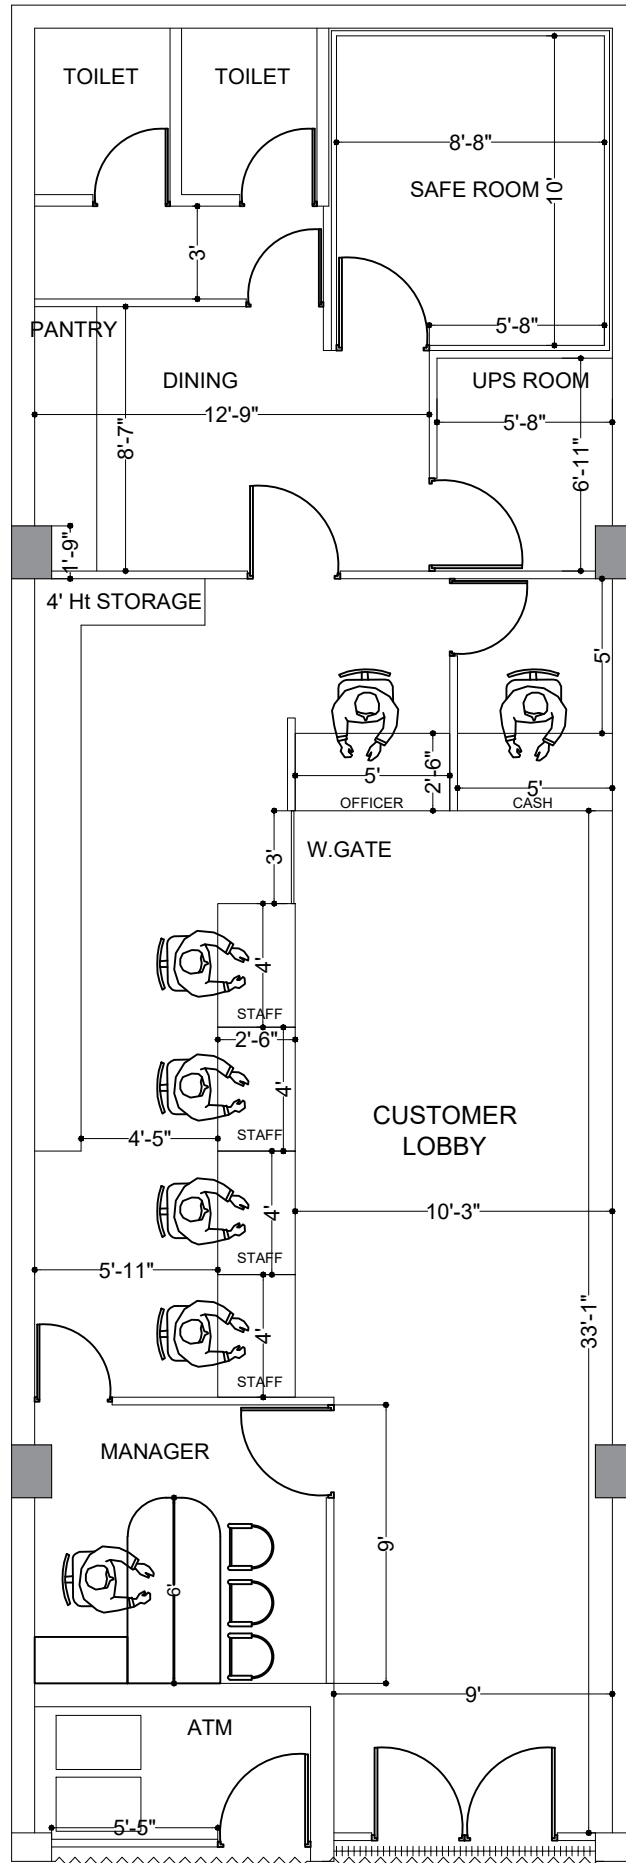 TOILET
TOILET
8'-8"
SAFE ROOM
10'
3'
5'-8"
PANTRY
DINING
UPS ROOM
12'-9"
5'-8"
8'-7"
6'-11"
1'-9"
4' Ht STORAGE
5'
5'
2'-6"
5'
OFFICER
CASH
3'
W.GATE
4'
STAFF
2'-6"
4'
CUSTOMER
LOBBY
4'-5"
STAFF
4'
10'-3"
STAFF
5'-11"
4'
33'-1"
STAFF
MANAGER
9'
6'
9'
ATM
5'-5"